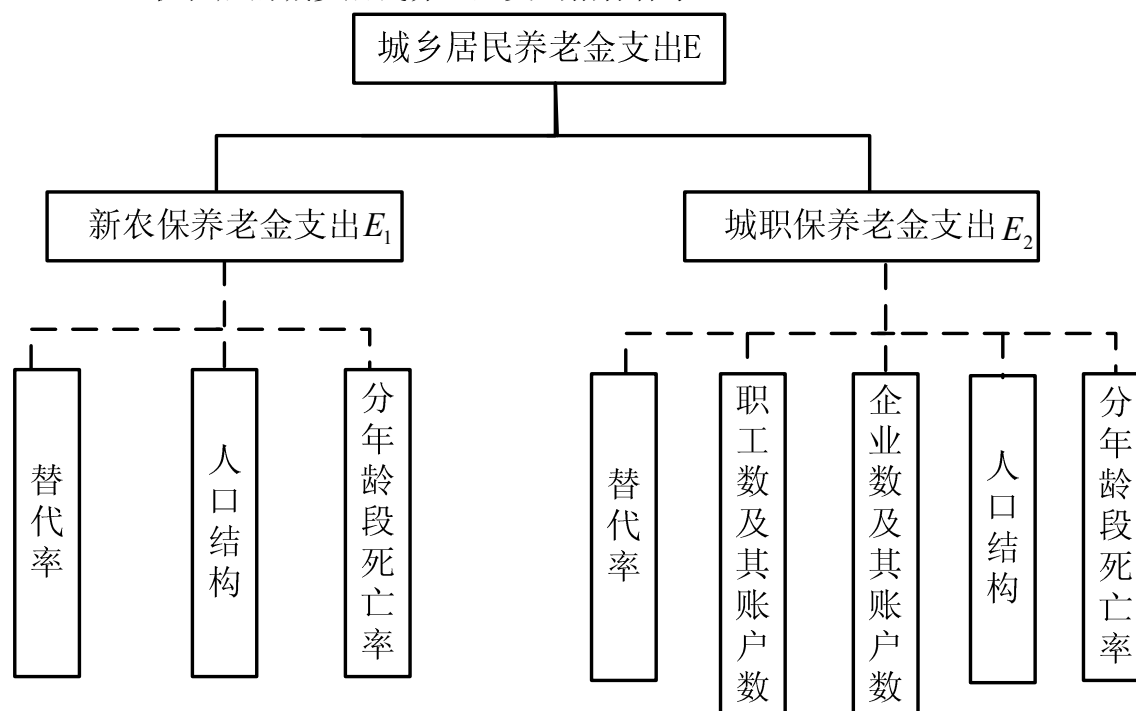 城乡居民养老金支出E
新农保养老金支出E₁
城职保养老金支出E₂
替代率
人口结构
分年龄段死亡率
替代率
职工数及其账户数
企业数及其账户数
人口结构
分年龄段死亡率